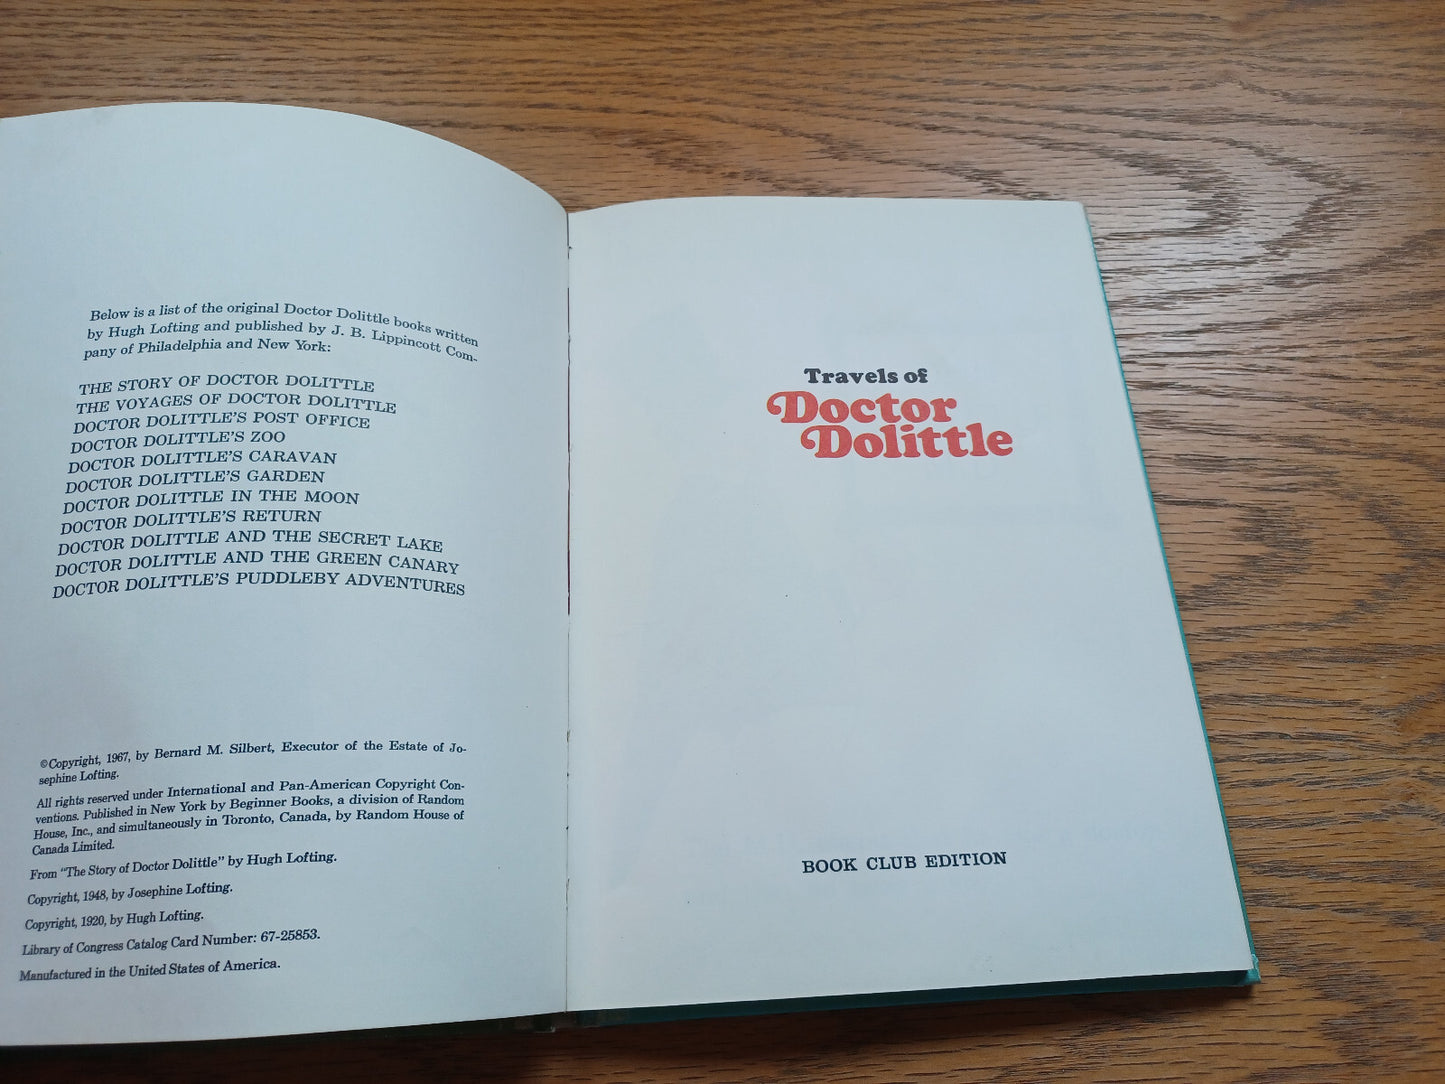 Below is a list of the original Doctor Dolittle books written
by Hugh Lofting and published by J. B. Lippincott Com-
pany of Philadelphia and New York:
THE STORY OF DOCTOR DOLITTLE
THE VOYAGES OF DOCTOR DOLITTLE
DOCTOR DOLITTLE'S POST OFFICE
DOCTOR DOLITTLE'S ZOO
DOCTOR DOLITTLE'S CARAVAN
DOCTOR DOLITTLE'S GARDEN
DOCTOR DOLITTLE IN THE MOON
DOCTOR DOLITTLE'S RETURN
DOCTOR DOLITTLE AND THE SECRET LAKE
DOCTOR DOLITTLE AND THE GREEN CANARY
DOCTOR DOLITTLE'S PUDDLEBY ADVENTURES
©Copyright, 1967, by Bernard M. Silbert, Executor of the Estate of Jo-
sephine Lofting.
All rights reserved under International and Pan-American Copyright Con-
ventions. Published in New York by Beginner Books, a division of Random
House, Inc., and simultaneously in Toronto, Canada, by Random House of
Canada Limited.
From "The Story of Doctor Dolittle" by Hugh Lofting.
Copyright, 1948, by Josephine Lofting.
Copyright, 1920, by Hugh Lofting.
Library of Congress Catalog Card Number: 67-25853.
Manufactured in the United States of America.
Travels of
Doctor
Dolittle
BOOK CLUB EDITION